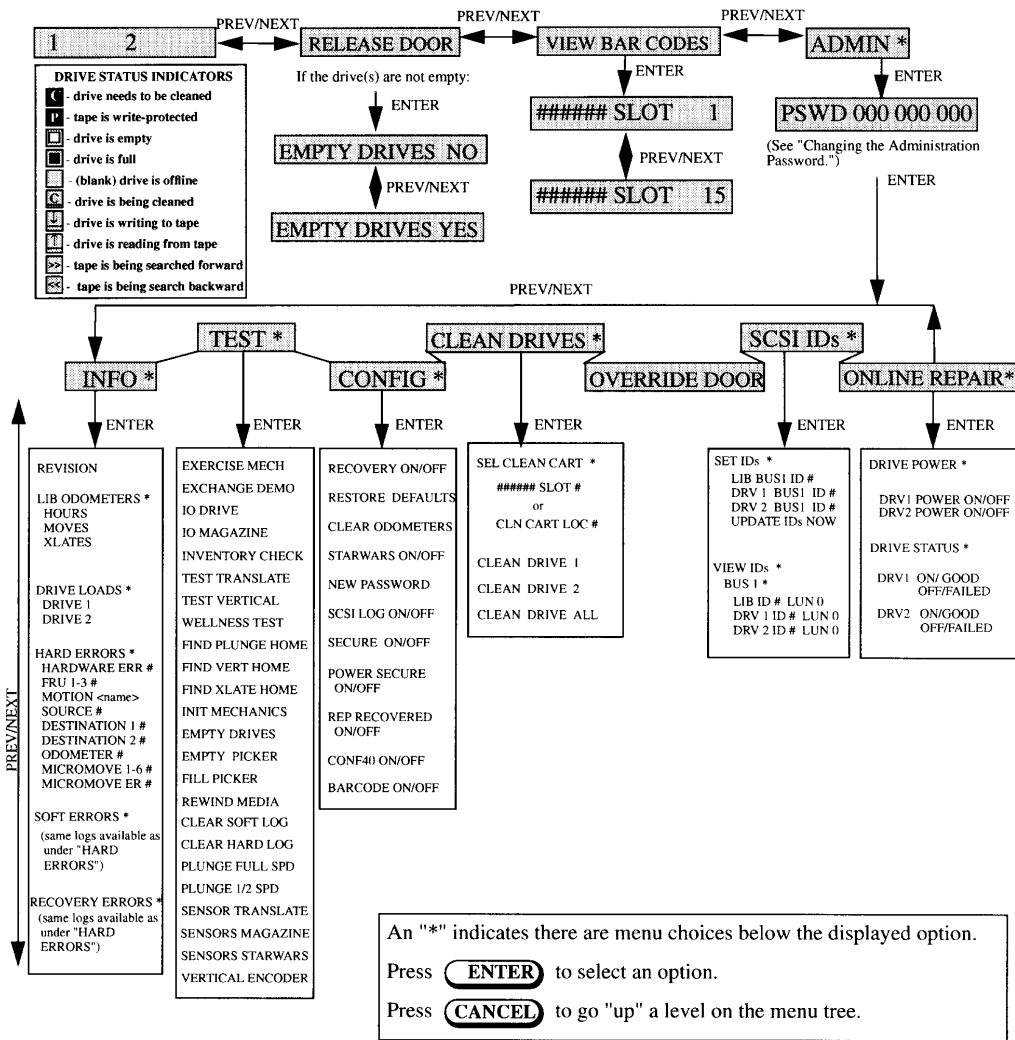 1 2
PREV/NEXT
RELEASE DOOR
PREV/NEXT
VIEW BAR CODES
PREV/NEXT
ADMIN *
DRIVE STATUS INDICATORS
C - drive needs to be cleaned
P - tape is write-protected
- drive is empty
- drive is full
- (blank) drive is offline
C - drive is being cleaned
↓ - drive is writing to tape
↑ - drive is reading from tape
>> - tape is being searched forward
<< - tape is being search backward
If the drive(s) are not empty:
ENTER
EMPTY DRIVES NO
PREV/NEXT
EMPTY DRIVES YES
ENTER
###### SLOT 1
PREV/NEXT
###### SLOT 15
ENTER
PSWD 000 000 000
(See "Changing the Administration
Password.")
ENTER
PREV/NEXT
TEST *
CLEAN DRIVES *
SCSI IDs *
INFO *
CONFIG *
OVERRIDE DOOR
ONLINE REPAIR*
PREV/NEXT
ENTER
REVISION
LIB ODOMETERS *
HOURS
MOVES
XLATES
DRIVE LOADS *
DRIVE 1
DRIVE 2
HARD ERRORS *
HARDWARE ERR #
FRU 1-3 #
MOTION <name>
SOURCE #
DESTINATION 1 #
DESTINATION 2 #
ODOMETER #
MICROMOVE 1-6 #
MICROMOVE ER #
SOFT ERRORS *
(same logs available as
under "HARD
ERRORS")
RECOVERY ERRORS *
(same logs available as
under "HARD
ERRORS")
ENTER
EXERCISE MECH
EXCHANGE DEMO
IO DRIVE
IO MAGAZINE
INVENTORY CHECK
TEST TRANSLATE
TEST VERTICAL
WELLNESS TEST
FIND PLUNGE HOME
FIND VERT HOME
FIND XLATE HOME
INIT MECHANICS
EMPTY DRIVES
EMPTY PICKER
FILL PICKER
REWIND MEDIA
CLEAR SOFT LOG
CLEAR HARD LOG
PLUNGE FULL SPD
PLUNGE 1/2 SPD
SENSOR TRANSLATE
SENSORS MAGAZINE
SENSORS STARWARS
VERTICAL ENCODER
ENTER
RECOVERY ON/OFF
RESTORE DEFAULTS
CLEAR ODOMETERS
STARWARS ON/OFF
NEW PASSWORD
SCSI LOG ON/OFF
SECURE ON/OFF
POWER SECURE
ON/OFF
REP RECOVERED
ON/OFF
CONF40 ON/OFF
BARCODE ON/OFF
ENTER
SEL CLEAN CART *
###### SLOT #
or
CLN CART LOC #
CLEAN DRIVE 1
CLEAN DRIVE 2
CLEAN DRIVE ALL
ENTER
SET IDs *
LIB BUS1 ID #
DRV 1 BUS1 ID #
DRV 2 BUS1 ID #
UPDATE IDs NOW
VIEW IDs *
BUS 1 *
LIB ID # LUN 0
DRV 1 ID # LUN 0
DRV 2 ID # LUN 0
ENTER
DRIVE POWER *
DRV1 POWER ON/OFF
DRV2 POWER ON/OFF
DRIVE STATUS *
DRV1 ON/ GOOD
OFF/FAILED
DRV2 ON/GOOD
OFF/FAILED
An "*" indicates there are menu choices below the displayed option.
Press ENTER to select an option.
Press CANCEL to go "up" a level on the menu tree.